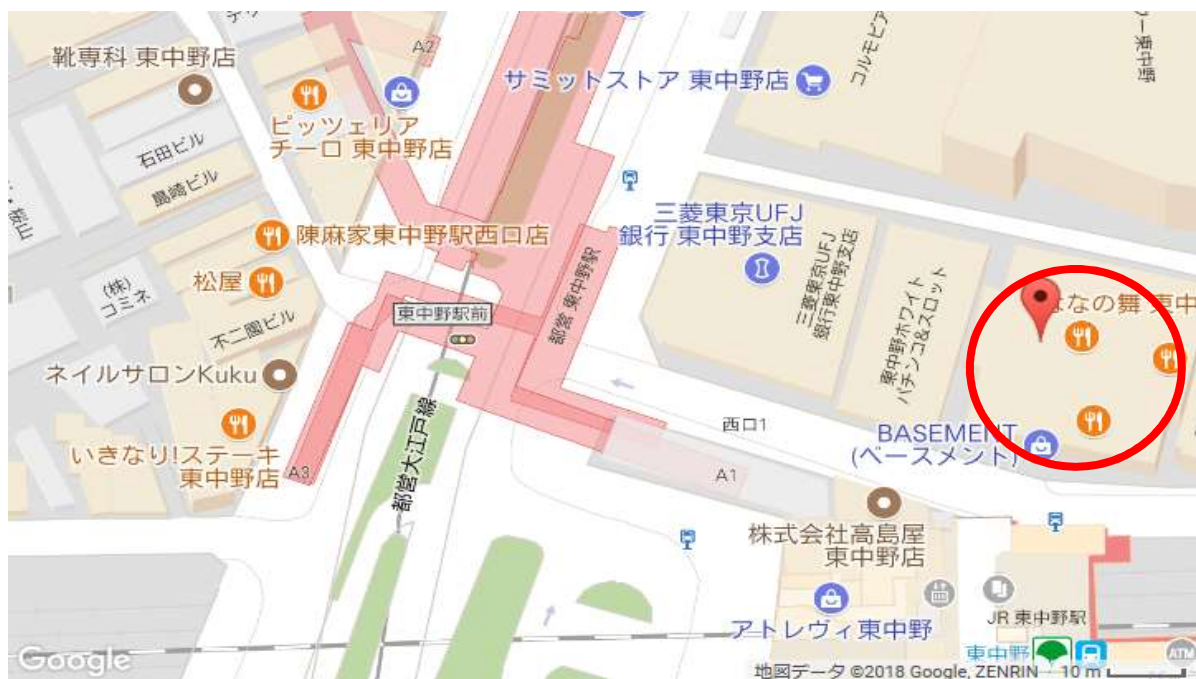 靴専科 東中野店
A2
サミットストア 東中野店
コルモピア
ー東中野
ピッツェリア
チーロ 東中野店
石田ビル
島崎ビル
陳麻家東中野駅西口店
三菱東京UFJ
銀行 東中野支店
三菱東京UFJ
銀行東中野支店
東中野ホワイト
パチンコ&スロット
はなの舞 東中
松屋
(株)
コミネ
不二園ビル
東中野駅前
都営 東中野駅
ネイルサロンKuku
いきなり!ステーキ
東中野店
A3
都営大江戸線
西口1
A1
BASEMENT
(ベースメント)
株式会社高島屋
東中野店
アトレヴィ東中野
JR 東中野駅
東中野
ATM
Google
地図データ ©2018 Google, ZENRIN
10 m